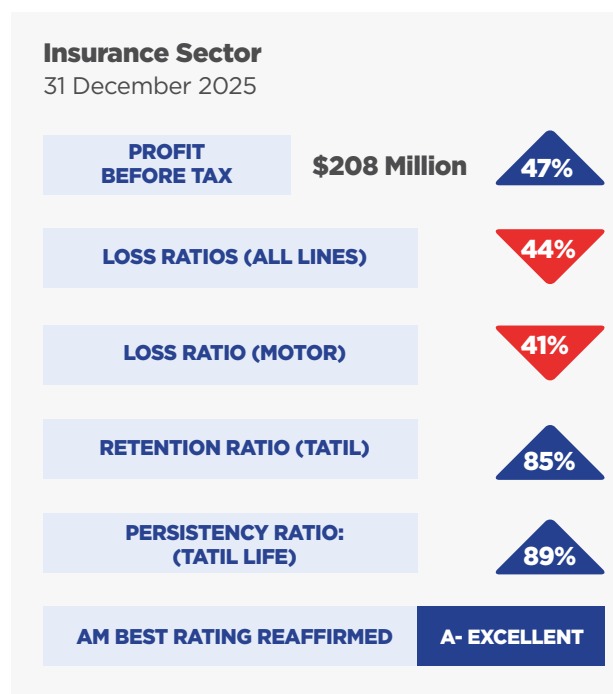 Insurance Sector
31 December 2025
PROFIT
BEFORE TAX
$208 Million
47%
LOSS RATIOS (ALL LINES)
44%
LOSS RATIO (MOTOR)
41%
RETENTION RATIO (TATIL)
85%
PERSISTENCY RATIO:
(TATIL LIFE)
89%
AM BEST RATING REAFFIRMED
A- EXCELLENT